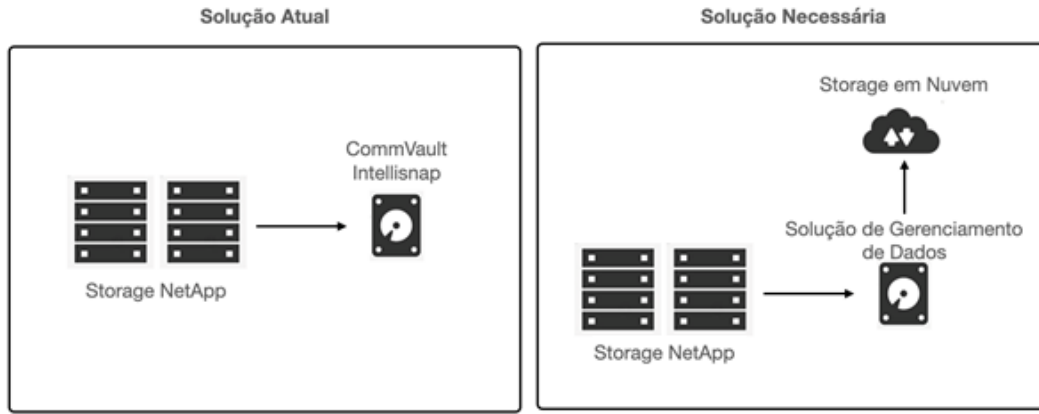 Solução Atual
CommVault
Intellisnap
Storage NetApp
Solução Necessária
Storage em Nuvem
Solução de Gerenciamento
de Dados
Storage NetApp